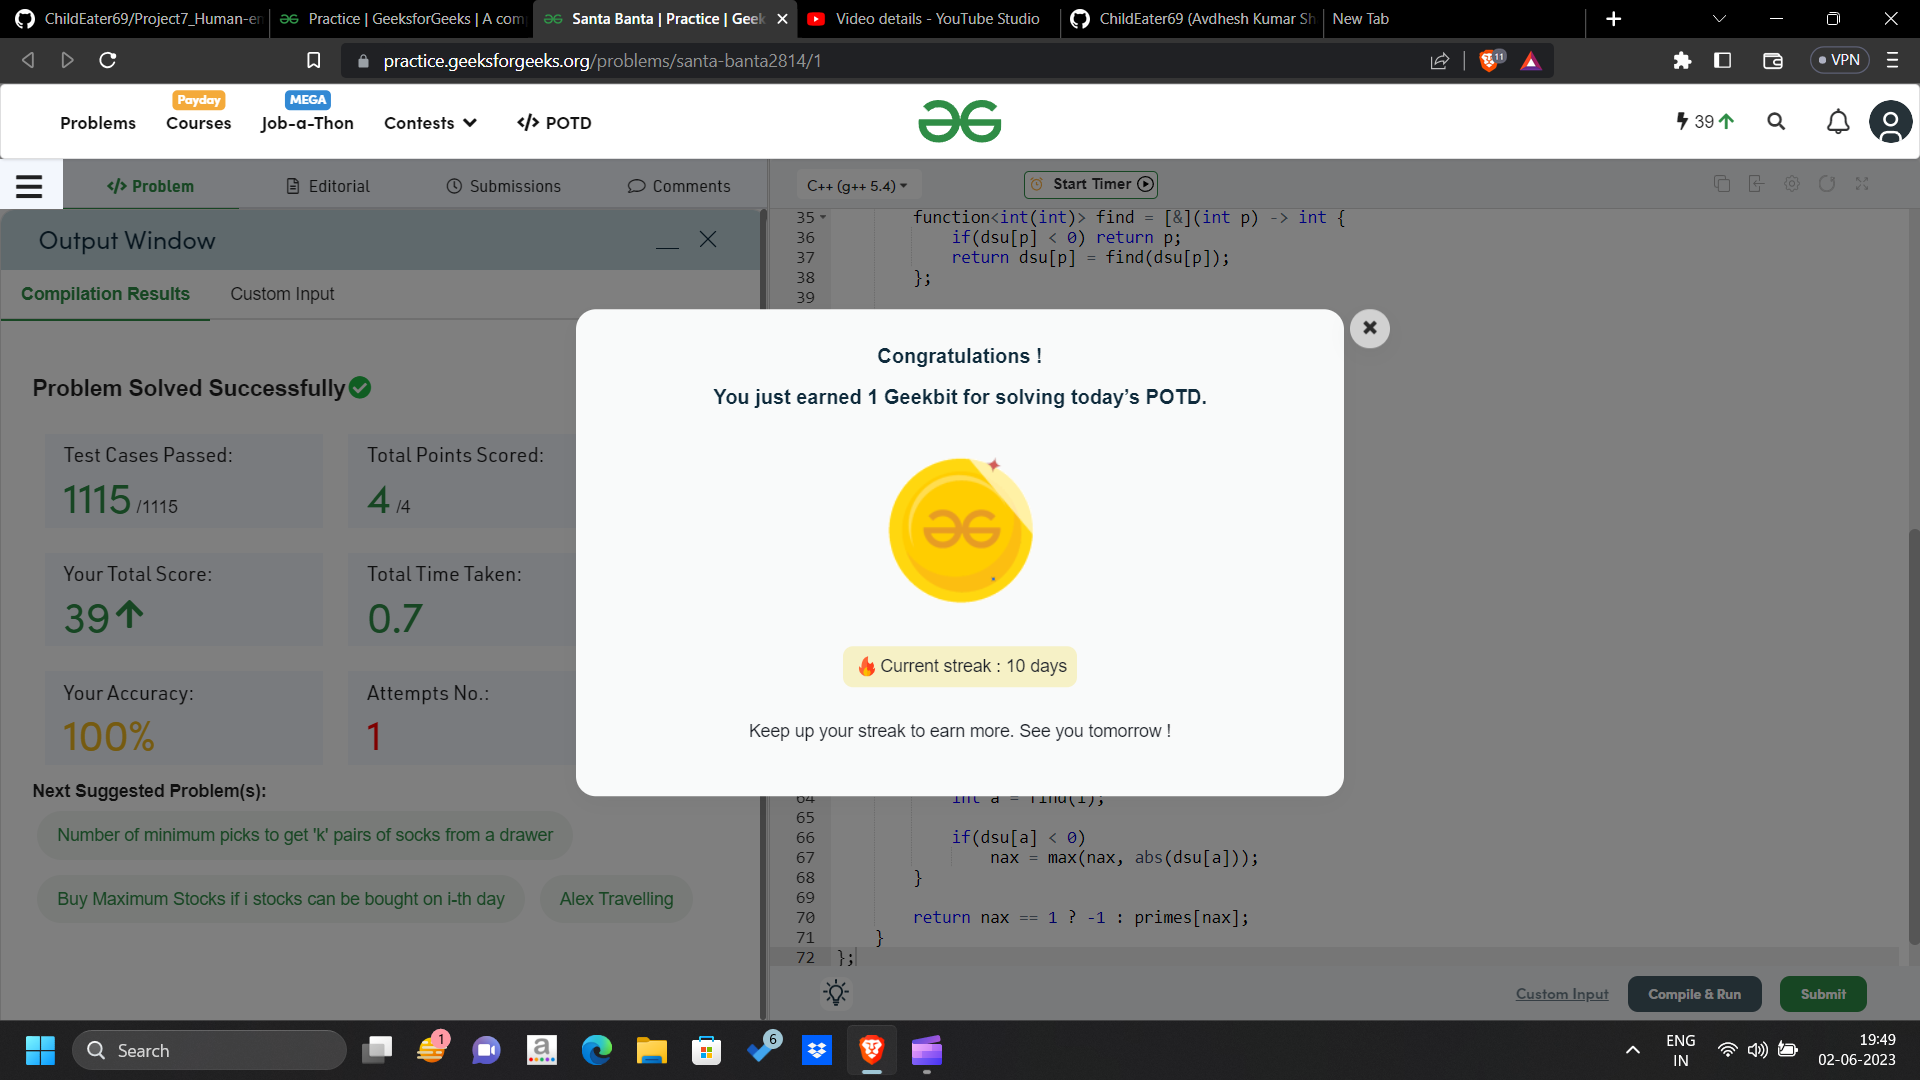 ChildEater69/Project7_Human-en
Practice | GeeksforGeeks | A com
Santa Banta | Practice | Geek
Video details - YouTube Studio
ChildEater69 (Avdhesh Kumar Sh
New Tab
practice.geeksforgeeks.org/problems/santa-banta2814/1
11
VPN
Problems
Payday
Courses
MEGA
Job-a-Thon
Contests
</> POTD
39
</> Problem
Editorial
Submissions
Comments
C++ (g++ 5.4)
Start Timer
Output Window
Compilation Results
Custom Input
Problem Solved Successfully
Test Cases Passed:
1115 /1115
Total Points Scored:
4 /4
Your Total Score:
39
Total Time Taken:
0.7
Your Accuracy:
100%
Attempts No.:
1
Next Suggested Problem(s):
Number of minimum picks to get 'k' pairs of socks from a drawer
Buy Maximum Stocks if i stocks can be bought on i-th day
Alex Travelling
35 function<int(int)> find = [&](int p) -> int {
36 if(dsu[p] < 0) return p;
37 return dsu[p] = find(dsu[p]);
38 };
39
Congratulations !
You just earned 1 Geekbit for solving today’s POTD.
Current streak : 10 days
Keep up your streak to earn more. See you tomorrow !
64 int a = find(i);
65
66 if(dsu[a] < 0)
67 nax = max(nax, abs(dsu[a]));
68 }
69
70 return nax == 1 ? -1 : primes[nax];
71 }
72 };
Custom Input
Compile & Run
Submit
Search
1
6
ENG
IN
19:49
02-06-2023